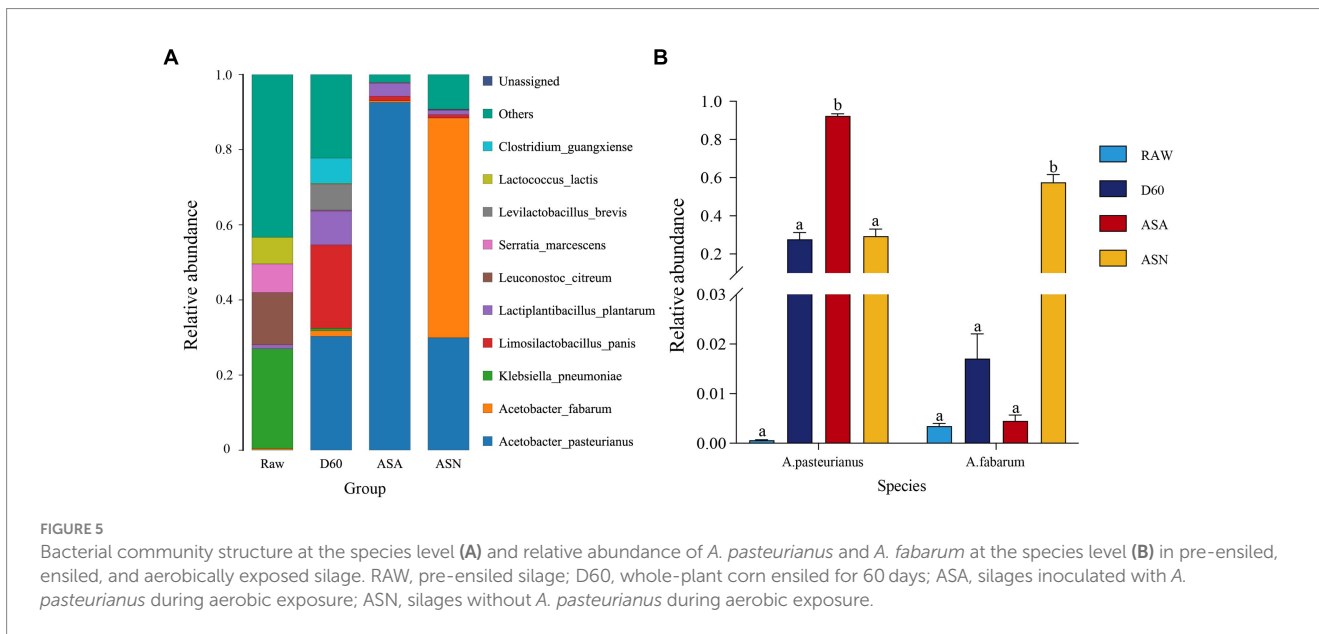 A
B
1.0
0.8
0.6
0.4
0.2
0
Relative abundance
Raw
D60
ASA
ASN
Group
Unassigned
Others
Clostridium_guangxiense
Lactococcus_lactis
Levilactobacillus_brevis
Serratia_marcescens
Leuconostoc_citreum
Lactiplantibacillus_plantarum
Limosilactobacillus_panis
Klebsiella_pneumoniae
Acetobacter_fabarum
Acetobacter_pasteurianus
1.0
0.8
0.6
0.4
0.2
0.03
0.02
0.01
0.00
Relative abundance
a
a
b
a
a
a
a
b
A.pasteurianus
A.fabarum
Species
RAW
D60
ASA
ASN
FIGURE 5
Bacterial community structure at the species level (A) and relative abundance of A. pasteurianus and A. fabarum at the species level (B) in pre-ensiled,
ensiled, and aerobically exposed silage. RAW, pre-ensiled silage; D60, whole-plant corn ensiled for 60 days; ASA, silages inoculated with A.
pasteurianus during aerobic exposure; ASN, silages without A. pasteurianus during aerobic exposure.